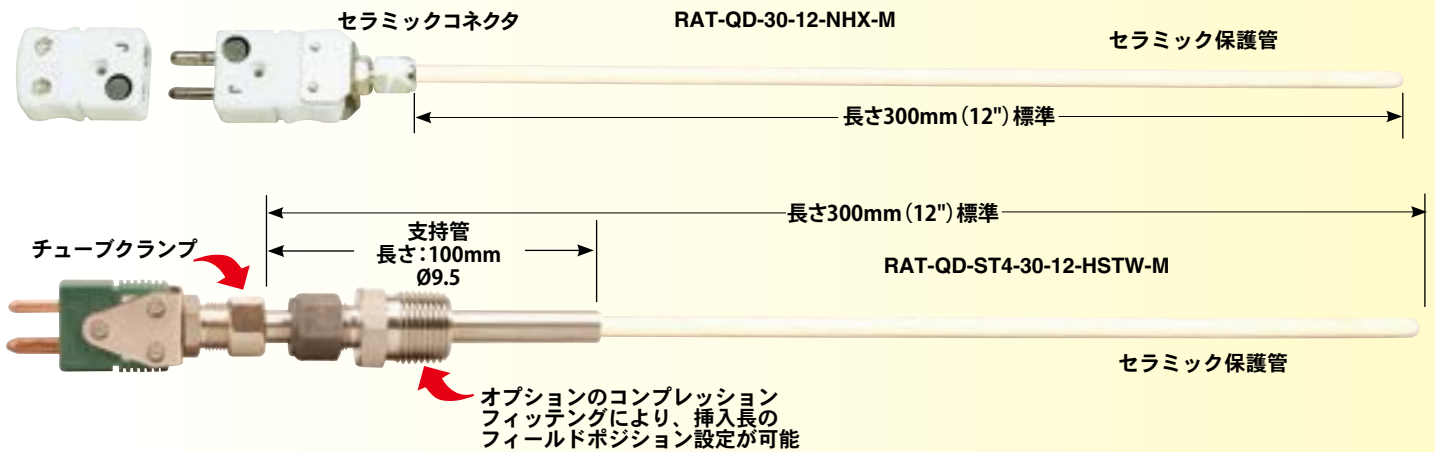 セラミックコネクタ
RAT-QD-30-12-NHX-M
セラミック保護管
長さ300mm（12"）標準
長さ300mm（12"）標準
支持管
長さ：100mm
Ø9.5
チューブクランプ
RAT-QD-ST4-30-12-HSTW-M
セラミック保護管
オプションのコンプレッション
フィッテングにより、挿入長の
フィールドポジション設定が可能